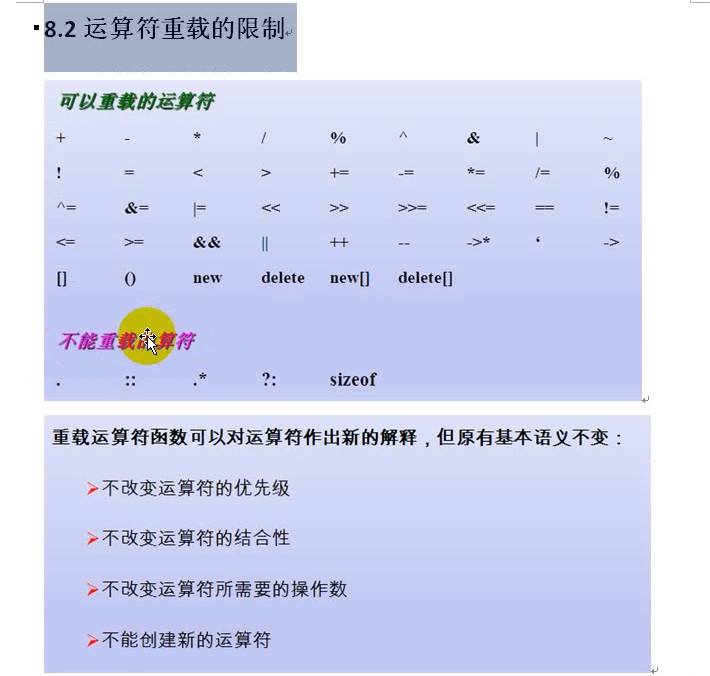 8.2 运算符重载的限制
可以重载的运算符
+ - * / % ^ & | ~
! = < > += -= *= /= %
^= &= |= << >> >>= <<= == !=
<= >= && || ++ -- ->* ‘ ->
[] () new delete new[] delete[]
不能重载的运算符
. :: .* ?: sizeof
重载运算符函数可以对运算符作出新的解释，但原有基本语义不变：
不改变运算符的优先级
不改变运算符的结合性
不改变运算符所需要的操作数
不能创建新的运算符